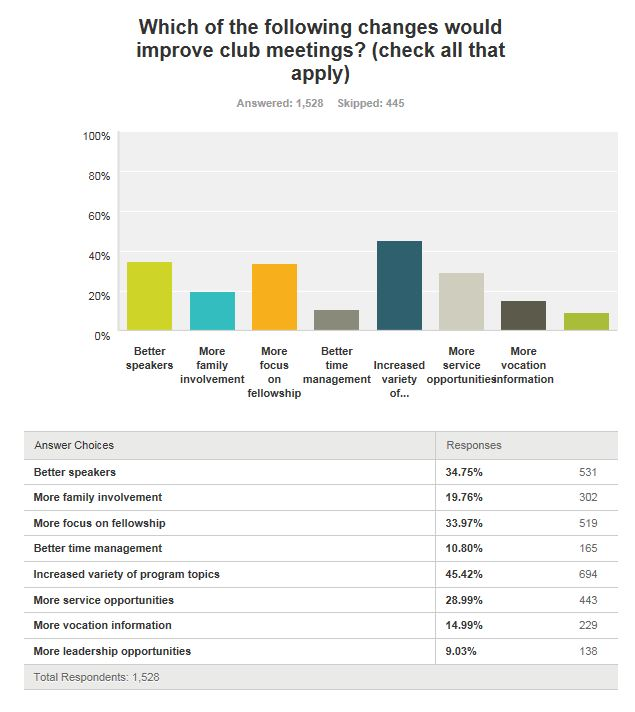 Which of the following changes would
improve club meetings? (check all that
apply)
Answered: 1,528 Skipped: 445
100%
80%
60%
40%
20%
0%
Better
speakers
More
family
involvement
More
focus
on
fellowship
Better
time
management
Increased
variety
of...
More
service
opportunities
More
vocation
information
Answer Choices Responses
Better speakers 34.75% 531
More family involvement 19.76% 302
More focus on fellowship 33.97% 519
Better time management 10.80% 165
Increased variety of program topics 45.42% 694
More service opportunities 28.99% 443
More vocation information 14.99% 229
More leadership opportunities 9.03% 138
Total Respondents: 1,528